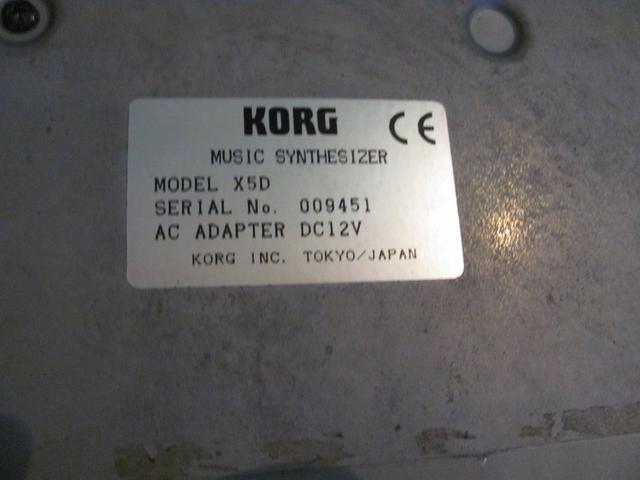 KORG CE
MUSIC SYNTHESIZER
MODEL X5D
SERIAL No. 009451
AC ADAPTER DC12V
KORG INC. TOKYO/JAPAN